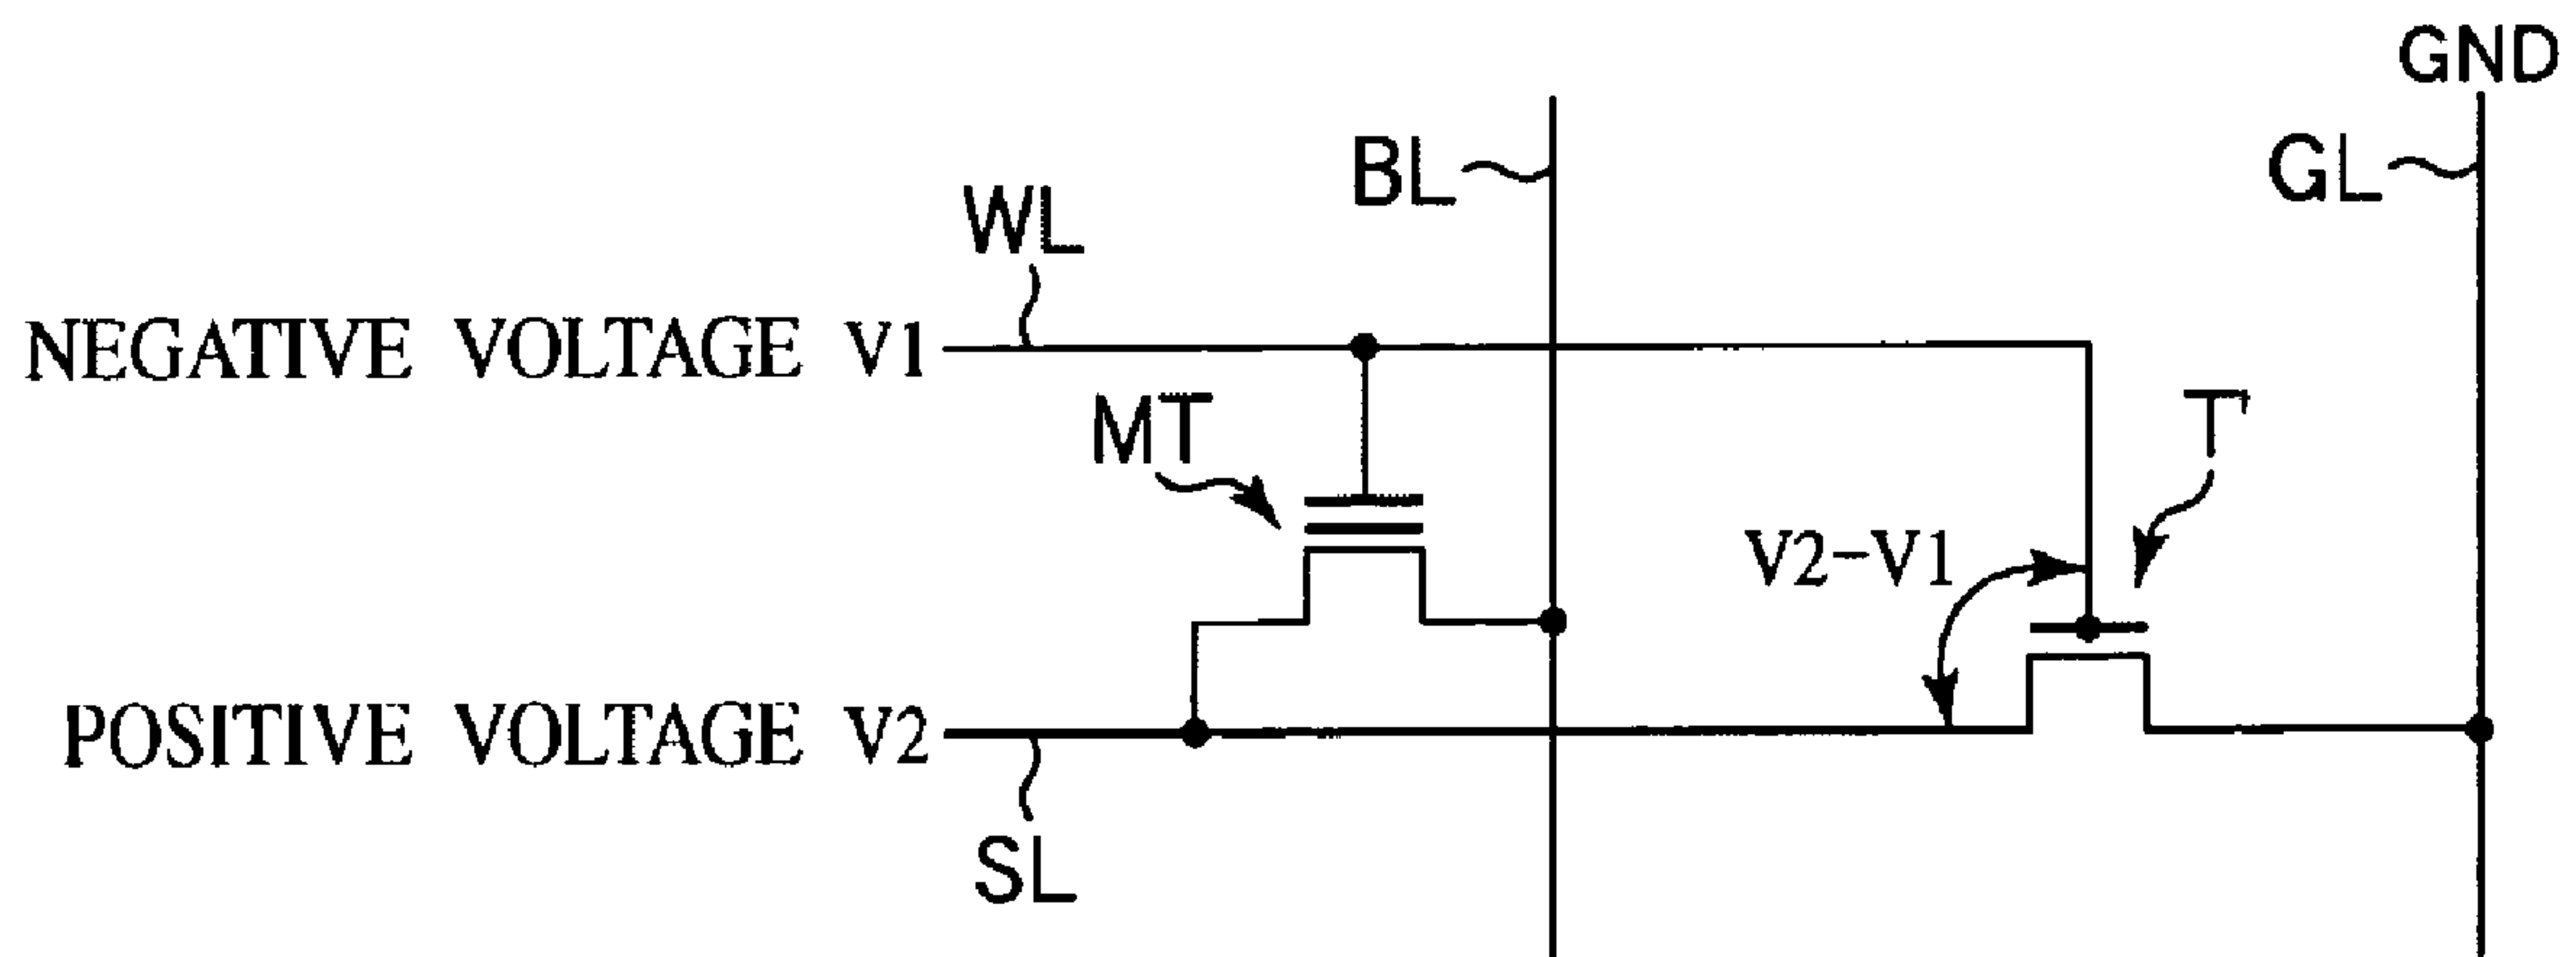 GND
BL
GL
WL
NEGATIVE VOLTAGE V1
MT
T
V2-V1
POSITIVE VOLTAGE V2
SL